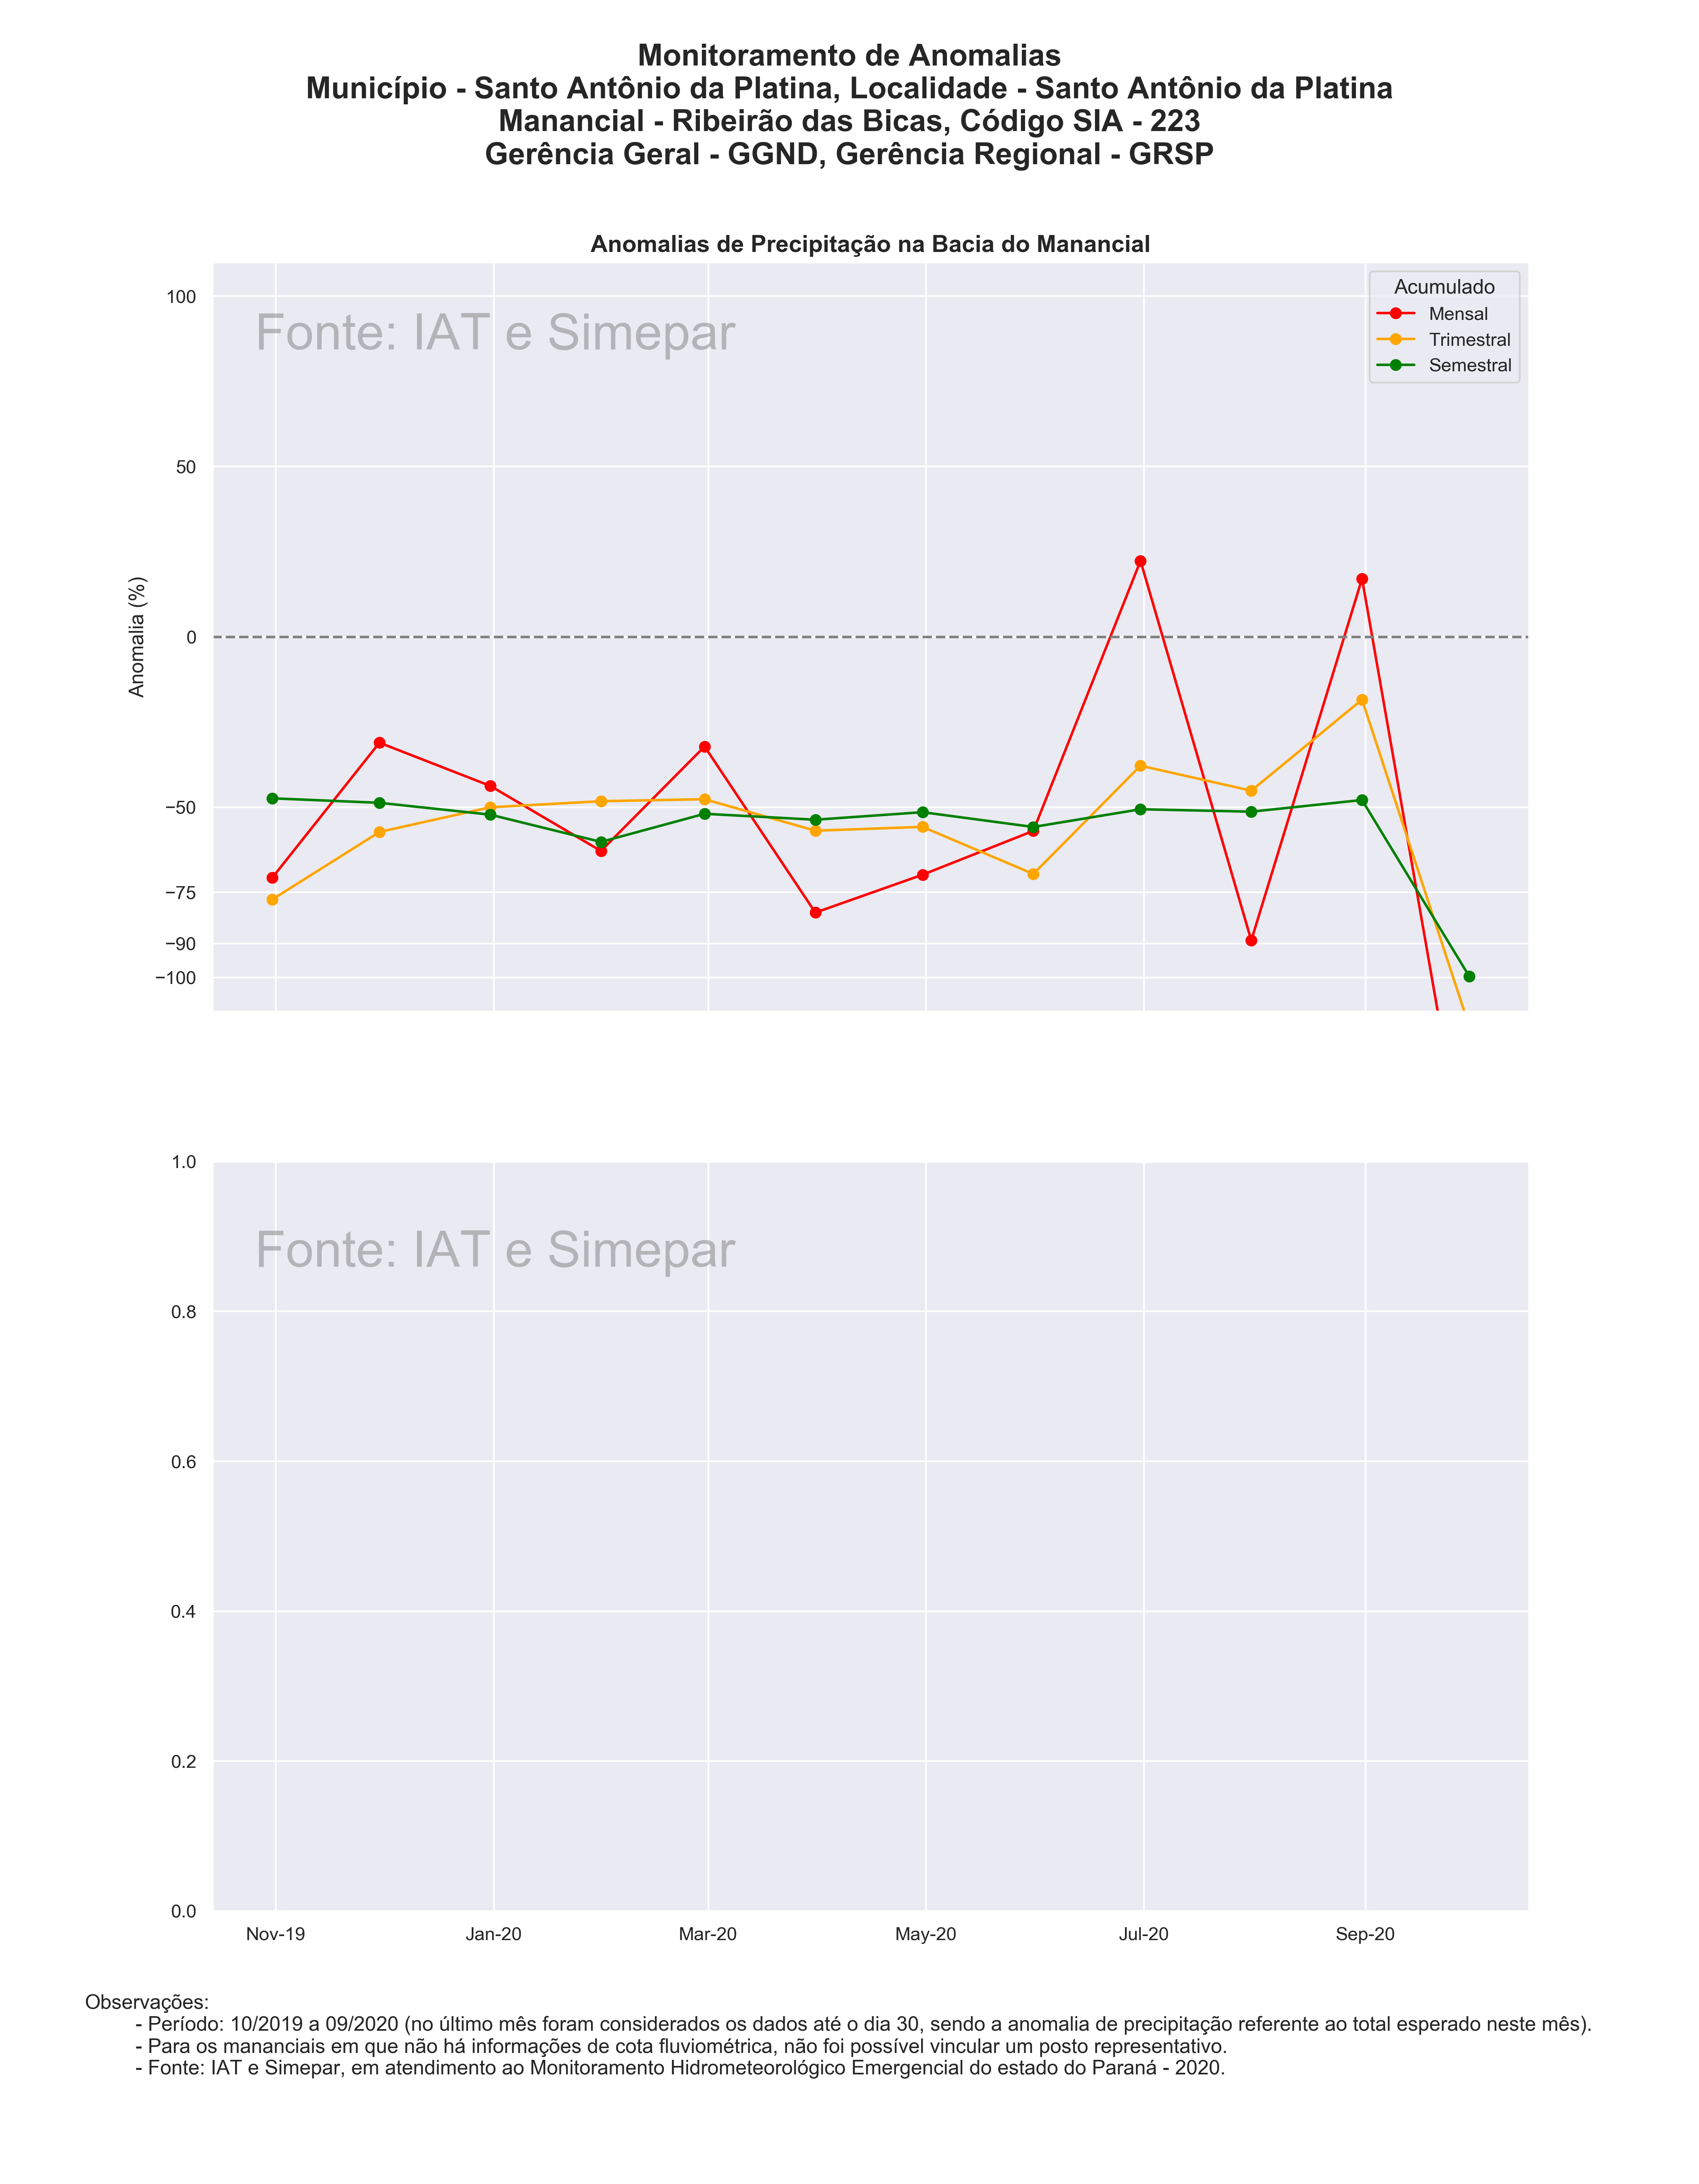 Monitoramento de Anomalias
Município - Santo Antônio da Platina, Localidade - Santo Antônio da Platina
Manancial - Ribeirão das Bicas, Código SIA - 223
Gerência Geral - GGND, Gerência Regional - GRSP
Anomalias de Precipitação na Bacia do Manancial
Fonte: IAT e Simepar
Acumulado
Mensal
Trimestral
Semestral
Anomalia (%)
100
50
0
−50
−75
−90
−100
Fonte: IAT e Simepar
1.0
0.8
0.6
0.4
0.2
0.0
Nov-19 Jan-20 Mar-20 May-20 Jul-20 Sep-20
Observações:
- Período: 10/2019 a 09/2020 (no último mês foram considerados os dados até o dia 30, sendo a anomalia de precipitação referente ao total esperado neste mês).
- Para os mananciais em que não há informações de cota fluviométrica, não foi possível vincular um posto representativo.
- Fonte: IAT e Simepar, em atendimento ao Monitoramento Hidrometeorológico Emergencial do estado do Paraná - 2020.